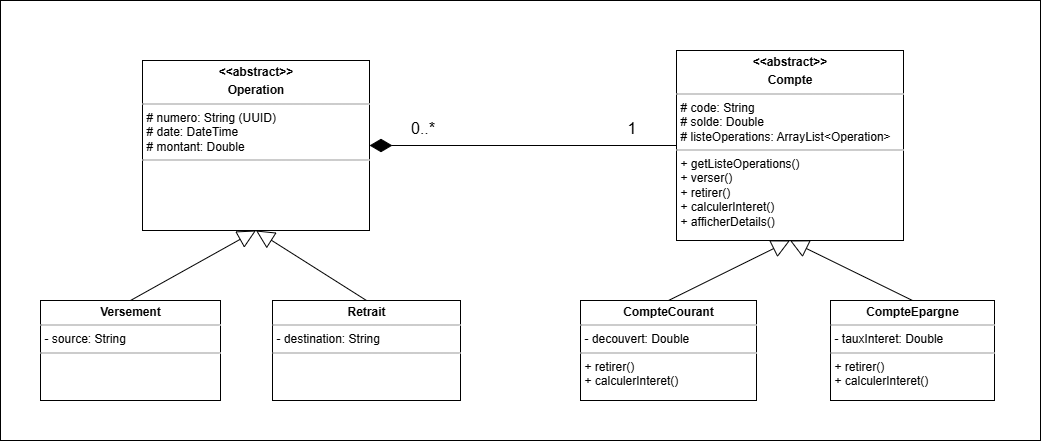 <<abstract>>
Operation
# numero: String (UUID)
# date: DateTime
# montant: Double
0..*
1
<<abstract>>
Compte
# code: String
# solde: Double
# listeOperations: ArrayList<Operation>
+ getListeOperations()
+ verser()
+ retirer()
+ calculerInteret()
+ afficherDetails()
Versement
- source: String
Retrait
- destination: String
CompteCourant
- decouvert: Double
+ retirer()
+ calculerInteret()
CompteEpargne
- tauxInteret: Double
+ retirer()
+ calculerInteret()